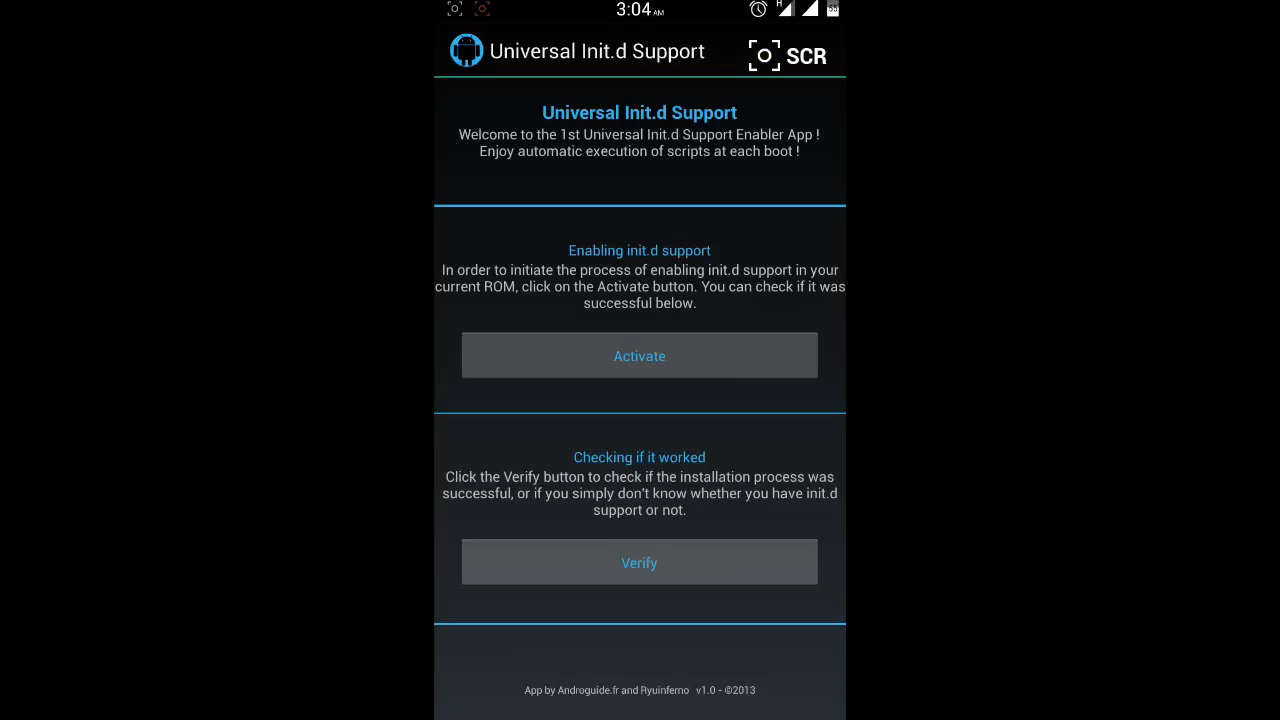 3:04 AM
H
55
Universal Init.d Support
SCR
Universal Init.d Support
Welcome to the 1st Universal Init.d Support Enabler App !
Enjoy automatic execution of scripts at each boot !
Enabling init.d support
In order to initiate the process of enabling init.d support in your
current ROM, click on the Activate button. You can check if it was
successful below.
Activate
Checking if it worked
Click the Verify button to check if the installation process was
successful, or if you simply don't know whether you have init.d
support or not.
Verify
App by Androguide.fr and Ryuinferno v1.0 - ©2013